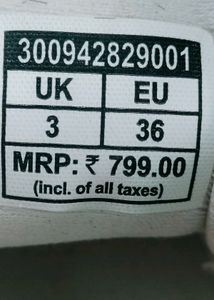 300942829001
UK EU
3 36
MRP: ₹ 799.00
(incl. of all taxes)